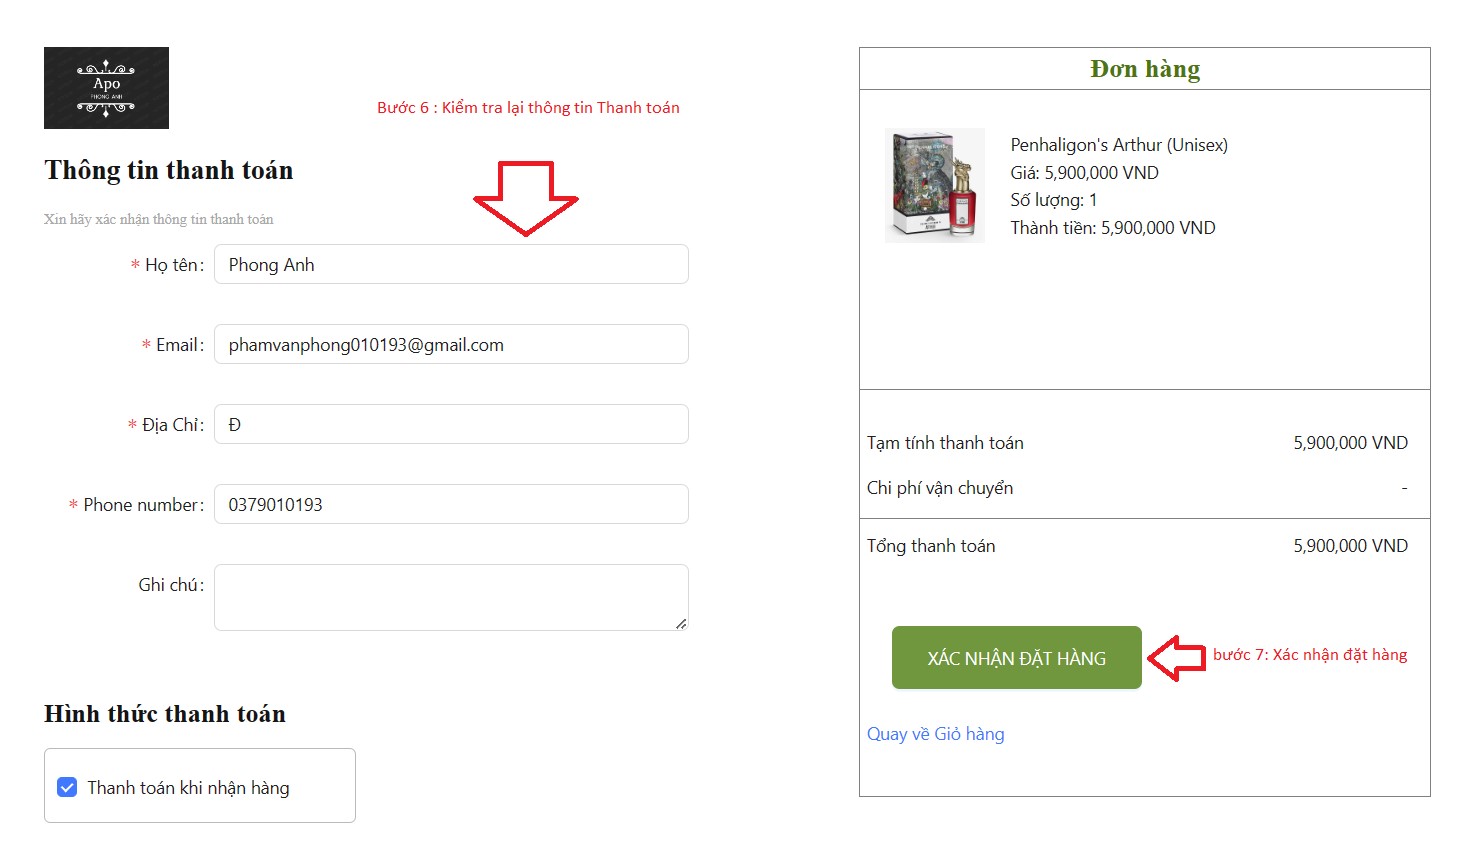 Apo
PHONG ANH
Bước 6 : Kiểm tra lại thông tin Thanh toán
Thông tin thanh toán
Xin hãy xác nhận thông tin thanh toán
* Họ tên: Phong Anh
* Email: phamvanphong010193@gmail.com
* Địa Chỉ: Đ
* Phone number: 0379010193
Ghi chú:
Hình thức thanh toán
Thanh toán khi nhận hàng
Đơn hàng
Penhaligon's Arthur (Unisex)
Giá: 5,900,000 VND
Số lượng: 1
Thành tiền: 5,900,000 VND
Tạm tính thanh toán 5,900,000 VND
Chi phí vận chuyển -
Tổng thanh toán 5,900,000 VND
XÁC NHẬN ĐẶT HÀNG
bước 7: Xác nhận đặt hàng
Quay về Giỏ hàng